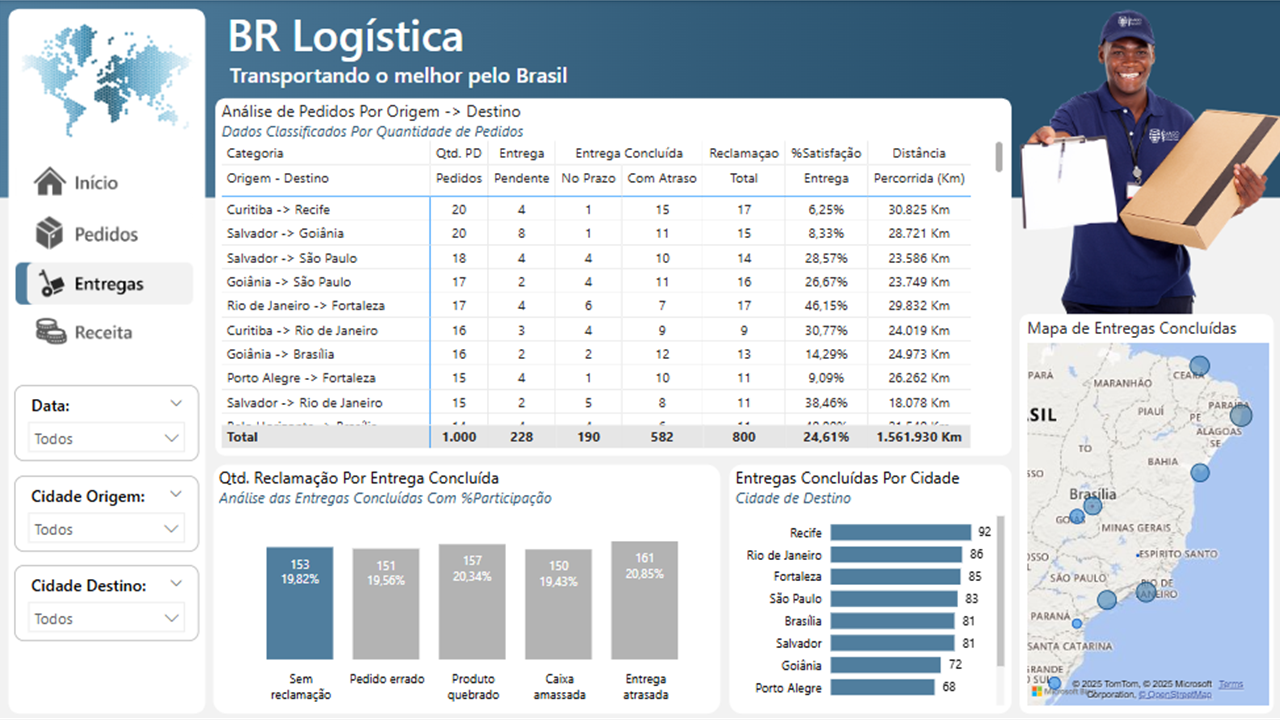 BR Logística
Transportando o melhor pelo Brasil
Início
Pedidos
Entregas
Receita
Data:
Todos
Cidade Origem:
Todos
Cidade Destino:
Todos
Análise de Pedidos Por Origem -> Destino
Dados Classificados Por Quantidade de Pedidos
Categoria Qtd. PD Entrega Entrega Concluída Reclamaçao %Satisfação Distância
Origem - Destino Pedidos Pendente No Prazo Com Atraso Total Entrega Percorrida (Km)
Curitiba -> Recife 20 4 1 15 17 6,25% 30.825 Km
Salvador -> Goiânia 20 8 1 11 15 8,33% 28.721 Km
Salvador -> São Paulo 18 4 4 10 14 28,57% 23.586 Km
Goiânia -> São Paulo 17 2 4 11 16 26,67% 23.749 Km
Rio de Janeiro -> Fortaleza 17 4 6 7 17 46,15% 29.832 Km
Curitiba -> Rio de Janeiro 16 3 4 9 9 30,77% 24.019 Km
Goiânia -> Brasília 16 2 2 12 13 14,29% 24.973 Km
Porto Alegre -> Fortaleza 15 4 1 10 11 9,09% 26.262 Km
Salvador -> Rio de Janeiro 15 2 5 8 11 38,46% 18.078 Km
Total 1.000 228 190 582 800 24,61% 1.561.930 Km
Qtd. Reclamação Por Entrega Concluída
Análise das Entregas Concluídas Com %Participação
153 151 157 150 161
19,82% 19,56% 20,34% 19,43% 20,85%
Sem Pedido errado Produto Caixa Entrega
reclamação quebrado amassada atrasada
Entregas Concluídas Por Cidade
Cidade de Destino
Recife 92
Rio de Janeiro 86
Fortaleza 85
São Paulo 83
Brasília 81
Salvador 81
Goiânia 72
Porto Alegre 68
Mapa de Entregas Concluídas
PARÁ
MARANHÃO
CEARÁ
SIL
PIAUÍ
PE
PARAÍBA
ALAGOAS
SE
TO
BAHIA
SSO
Brasília
GOIÁS
MINAS GERAIS
OSSO
ESPÍRITO SANTO
SÃO PAULO
RIO DE
JANEIRO
PARANÁ
SANTA CATARINA
GRANDE
© 2025 TomTom, © 2025 Microsoft Terms
Corporation, © OpenStreetMap